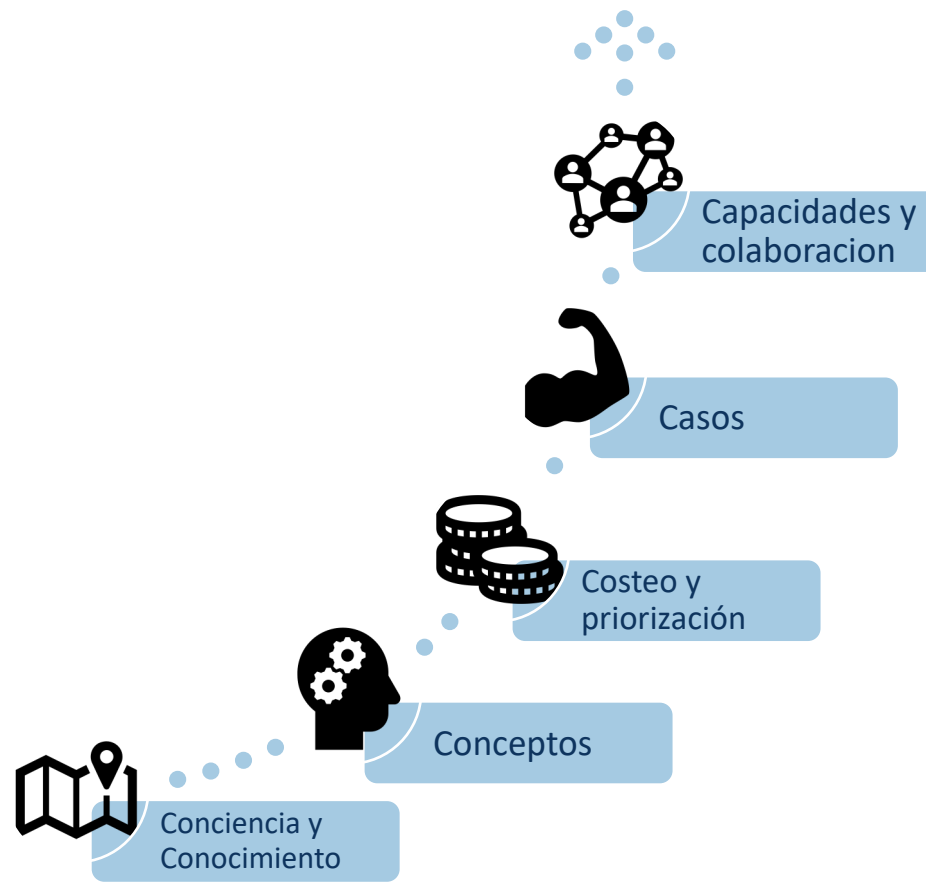 Capacidades y
colaboracion
Casos
Costeo y
priorización
Conceptos
Conciencia y
Conocimiento